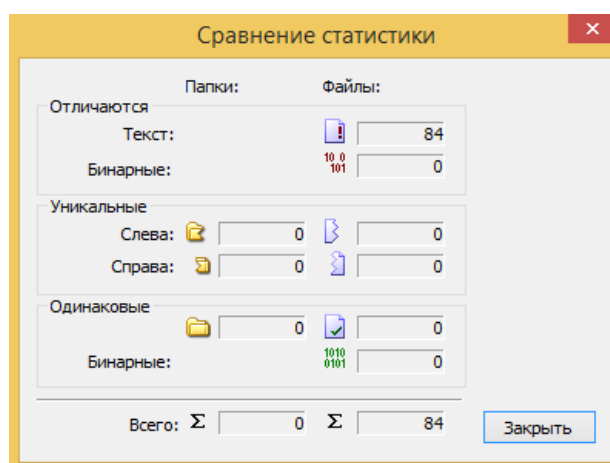 Сравнение статистики
Папки: Файлы:
Отличаются
Текст: 84
Бинарные: 10 0 101 0
Уникальные
Слева: 0 0
Справа: 0 0
Одинаковые
0 0
Бинарные: 1010 0101 0
Всего: Σ 0 Σ 84
Закрыть